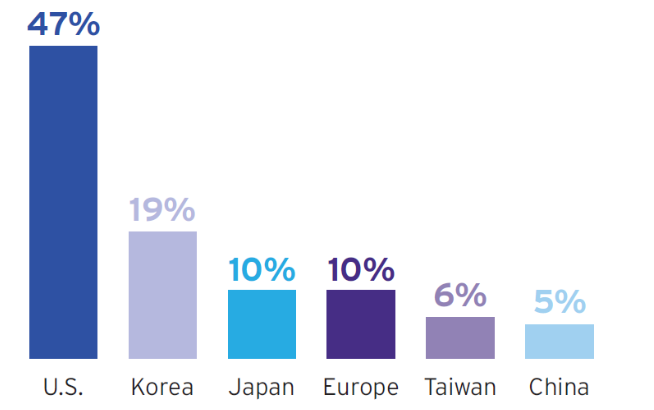 47%
19%
10%
10%
6%
5%
U.S.
Korea
Japan
Europe
Taiwan
China